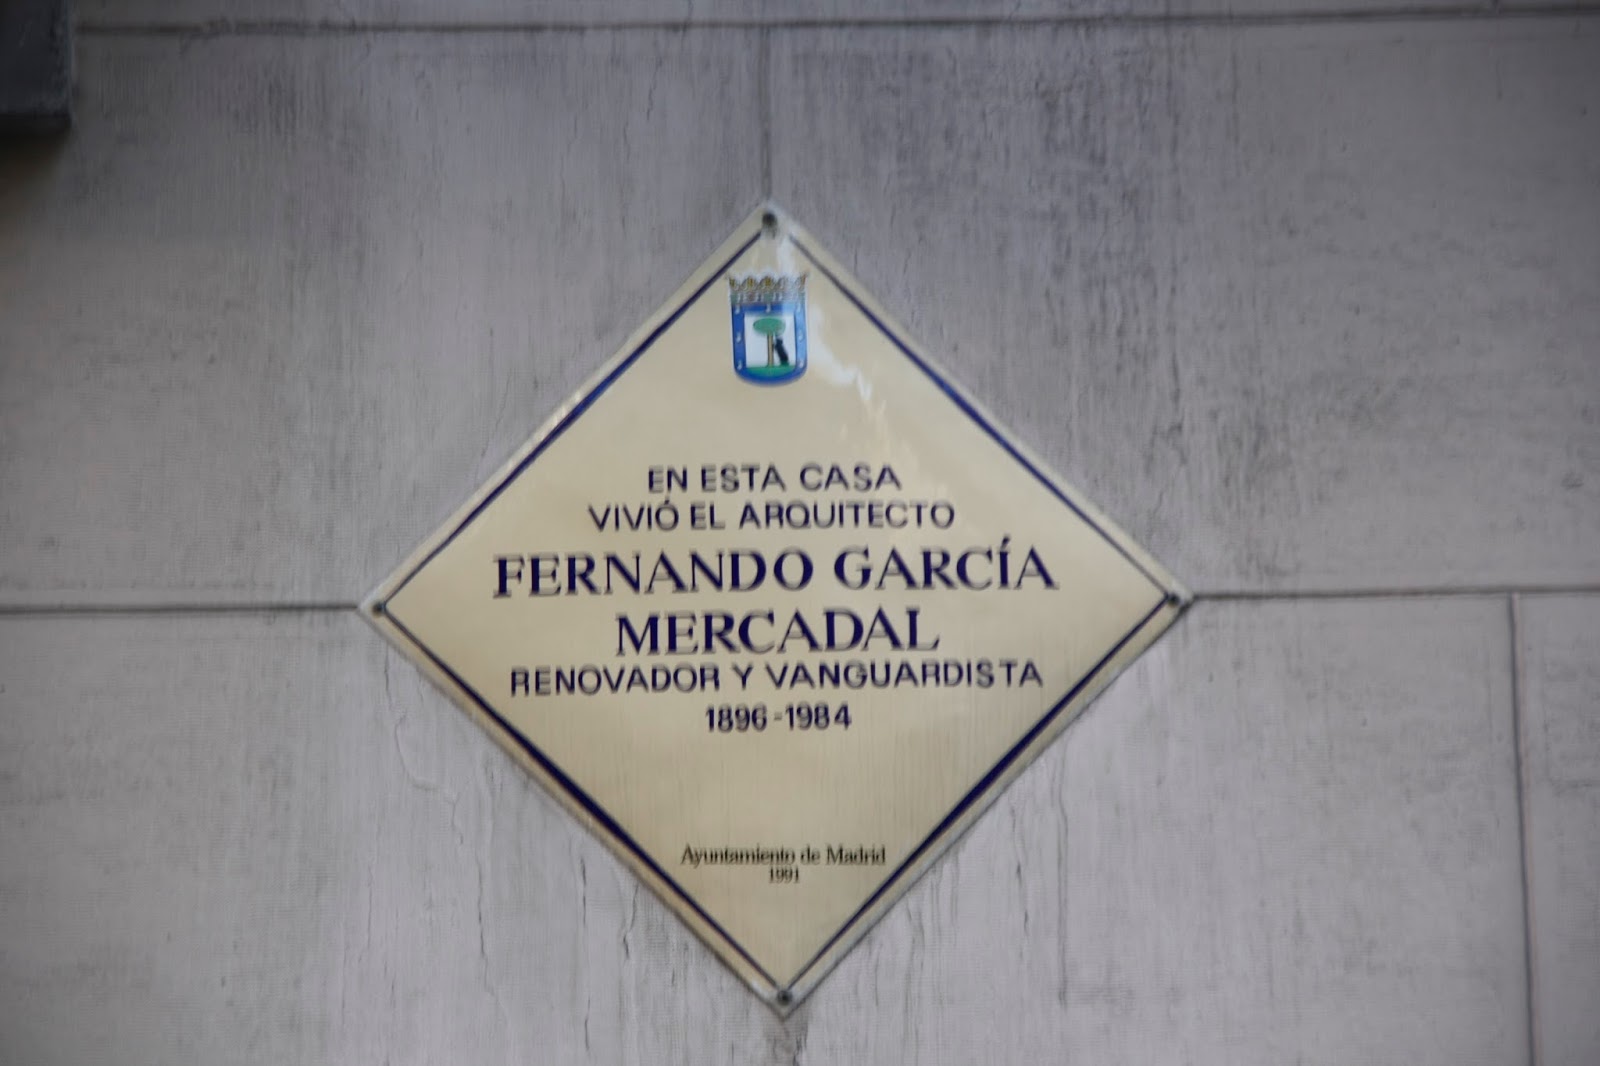 EN ESTA CASA
VIVIÓ EL ARQUITECTO
FERNANDO GARCÍA
MERCADAL
RENOVADOR Y VANGUARDISTA
1896-1984
Ayuntamiento de Madrid
1991